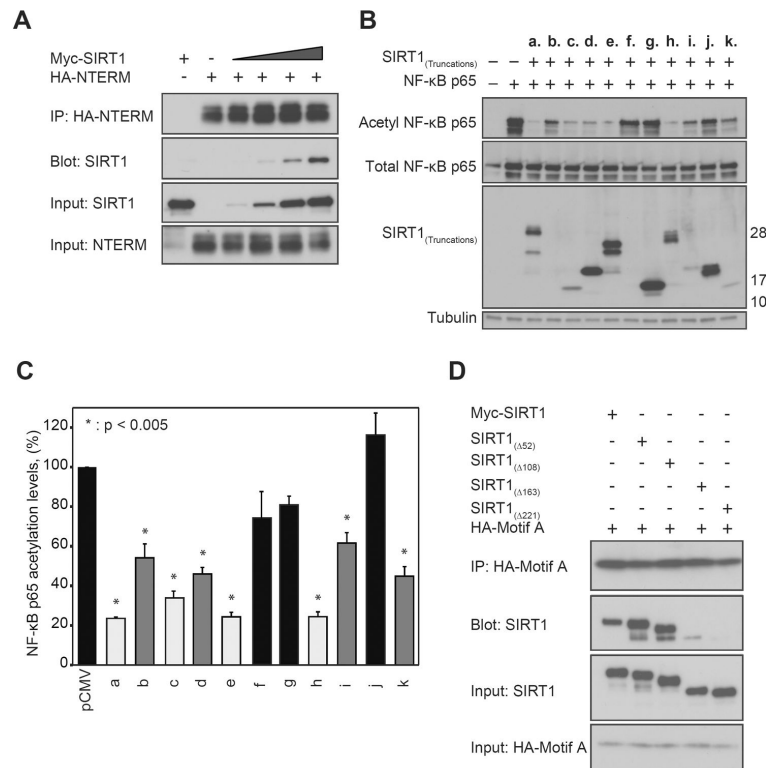 A
Myc-SIRT1 + -
HA-NTERM - + + + + +
IP: HA-NTERM
Blot: SIRT1
Input: SIRT1
Input: NTERM
B
a. b. c. d. e. f. g. h. i. j. k.
SIRT1(Truncations) – – + + + + + + + + + + +
NF-κB p65 – + + + + + + + + + + + +
Acetyl NF-κB p65
Total NF-κB p65
SIRT1(Truncations)
28
17
10
Tubulin
C
* : p < 0.005
NF-κB p65 acetylation levels, (%)
120
100
80
60
40
20
0
* * * * * * * *
pCMV a b c d e f g h i j k
D
Myc-SIRT1 + - - - -
SIRT1(Δ52) - + - - -
SIRT1(Δ108) - - + - -
SIRT1(Δ163) - - - + -
SIRT1(Δ221) - - - - +
HA-Motif A + + + + +
IP: HA-Motif A
Blot: SIRT1
Input: SIRT1
Input: HA-Motif A